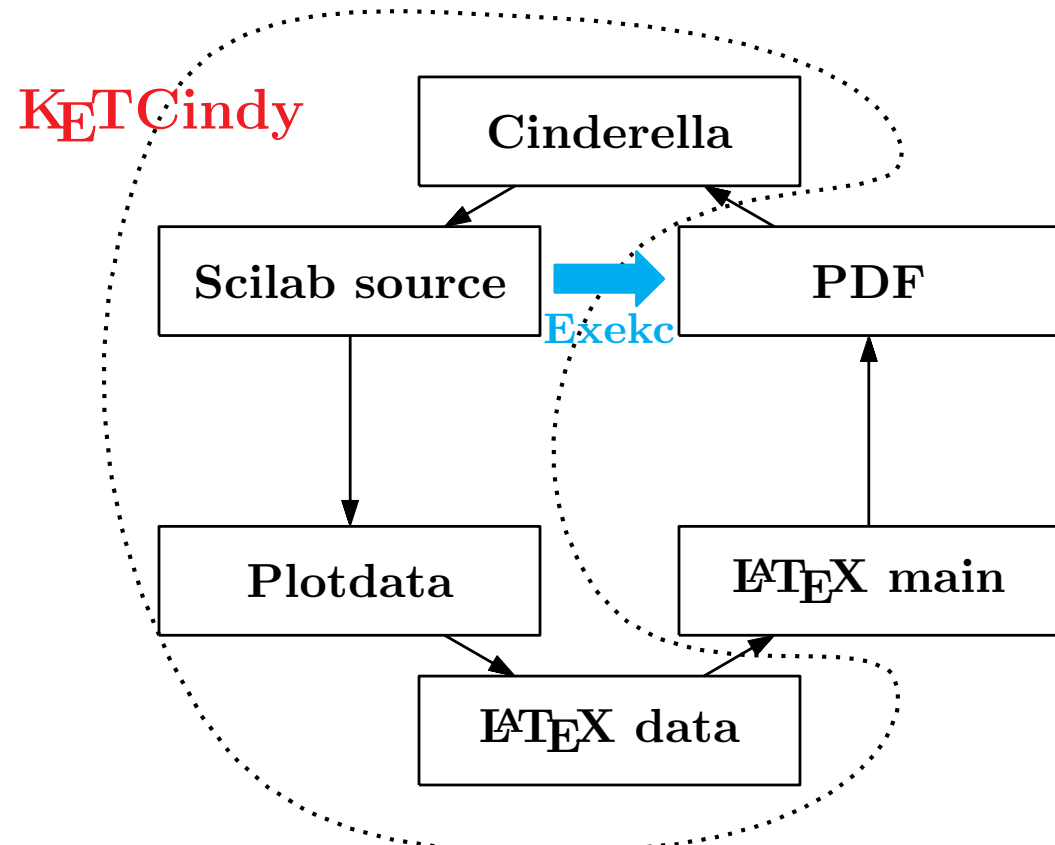 KETCindy
Cinderella
Scilab source
PDF
Exekc
Plotdata
LATEX main
LATEX data